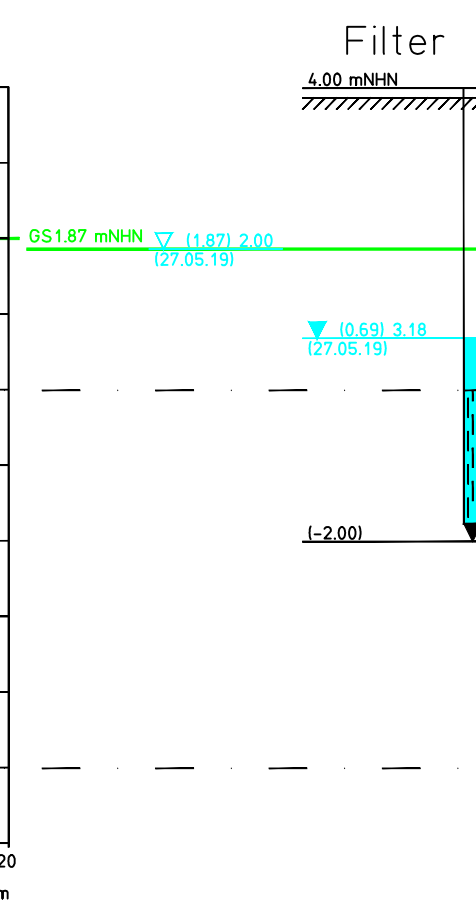 Filter
4.00 mNHN
GS1.87 mNHN
(1.87) 2.00
(27.05.19)
(0.69) 3.18
(27.05.19)
(-2.00)
20
m